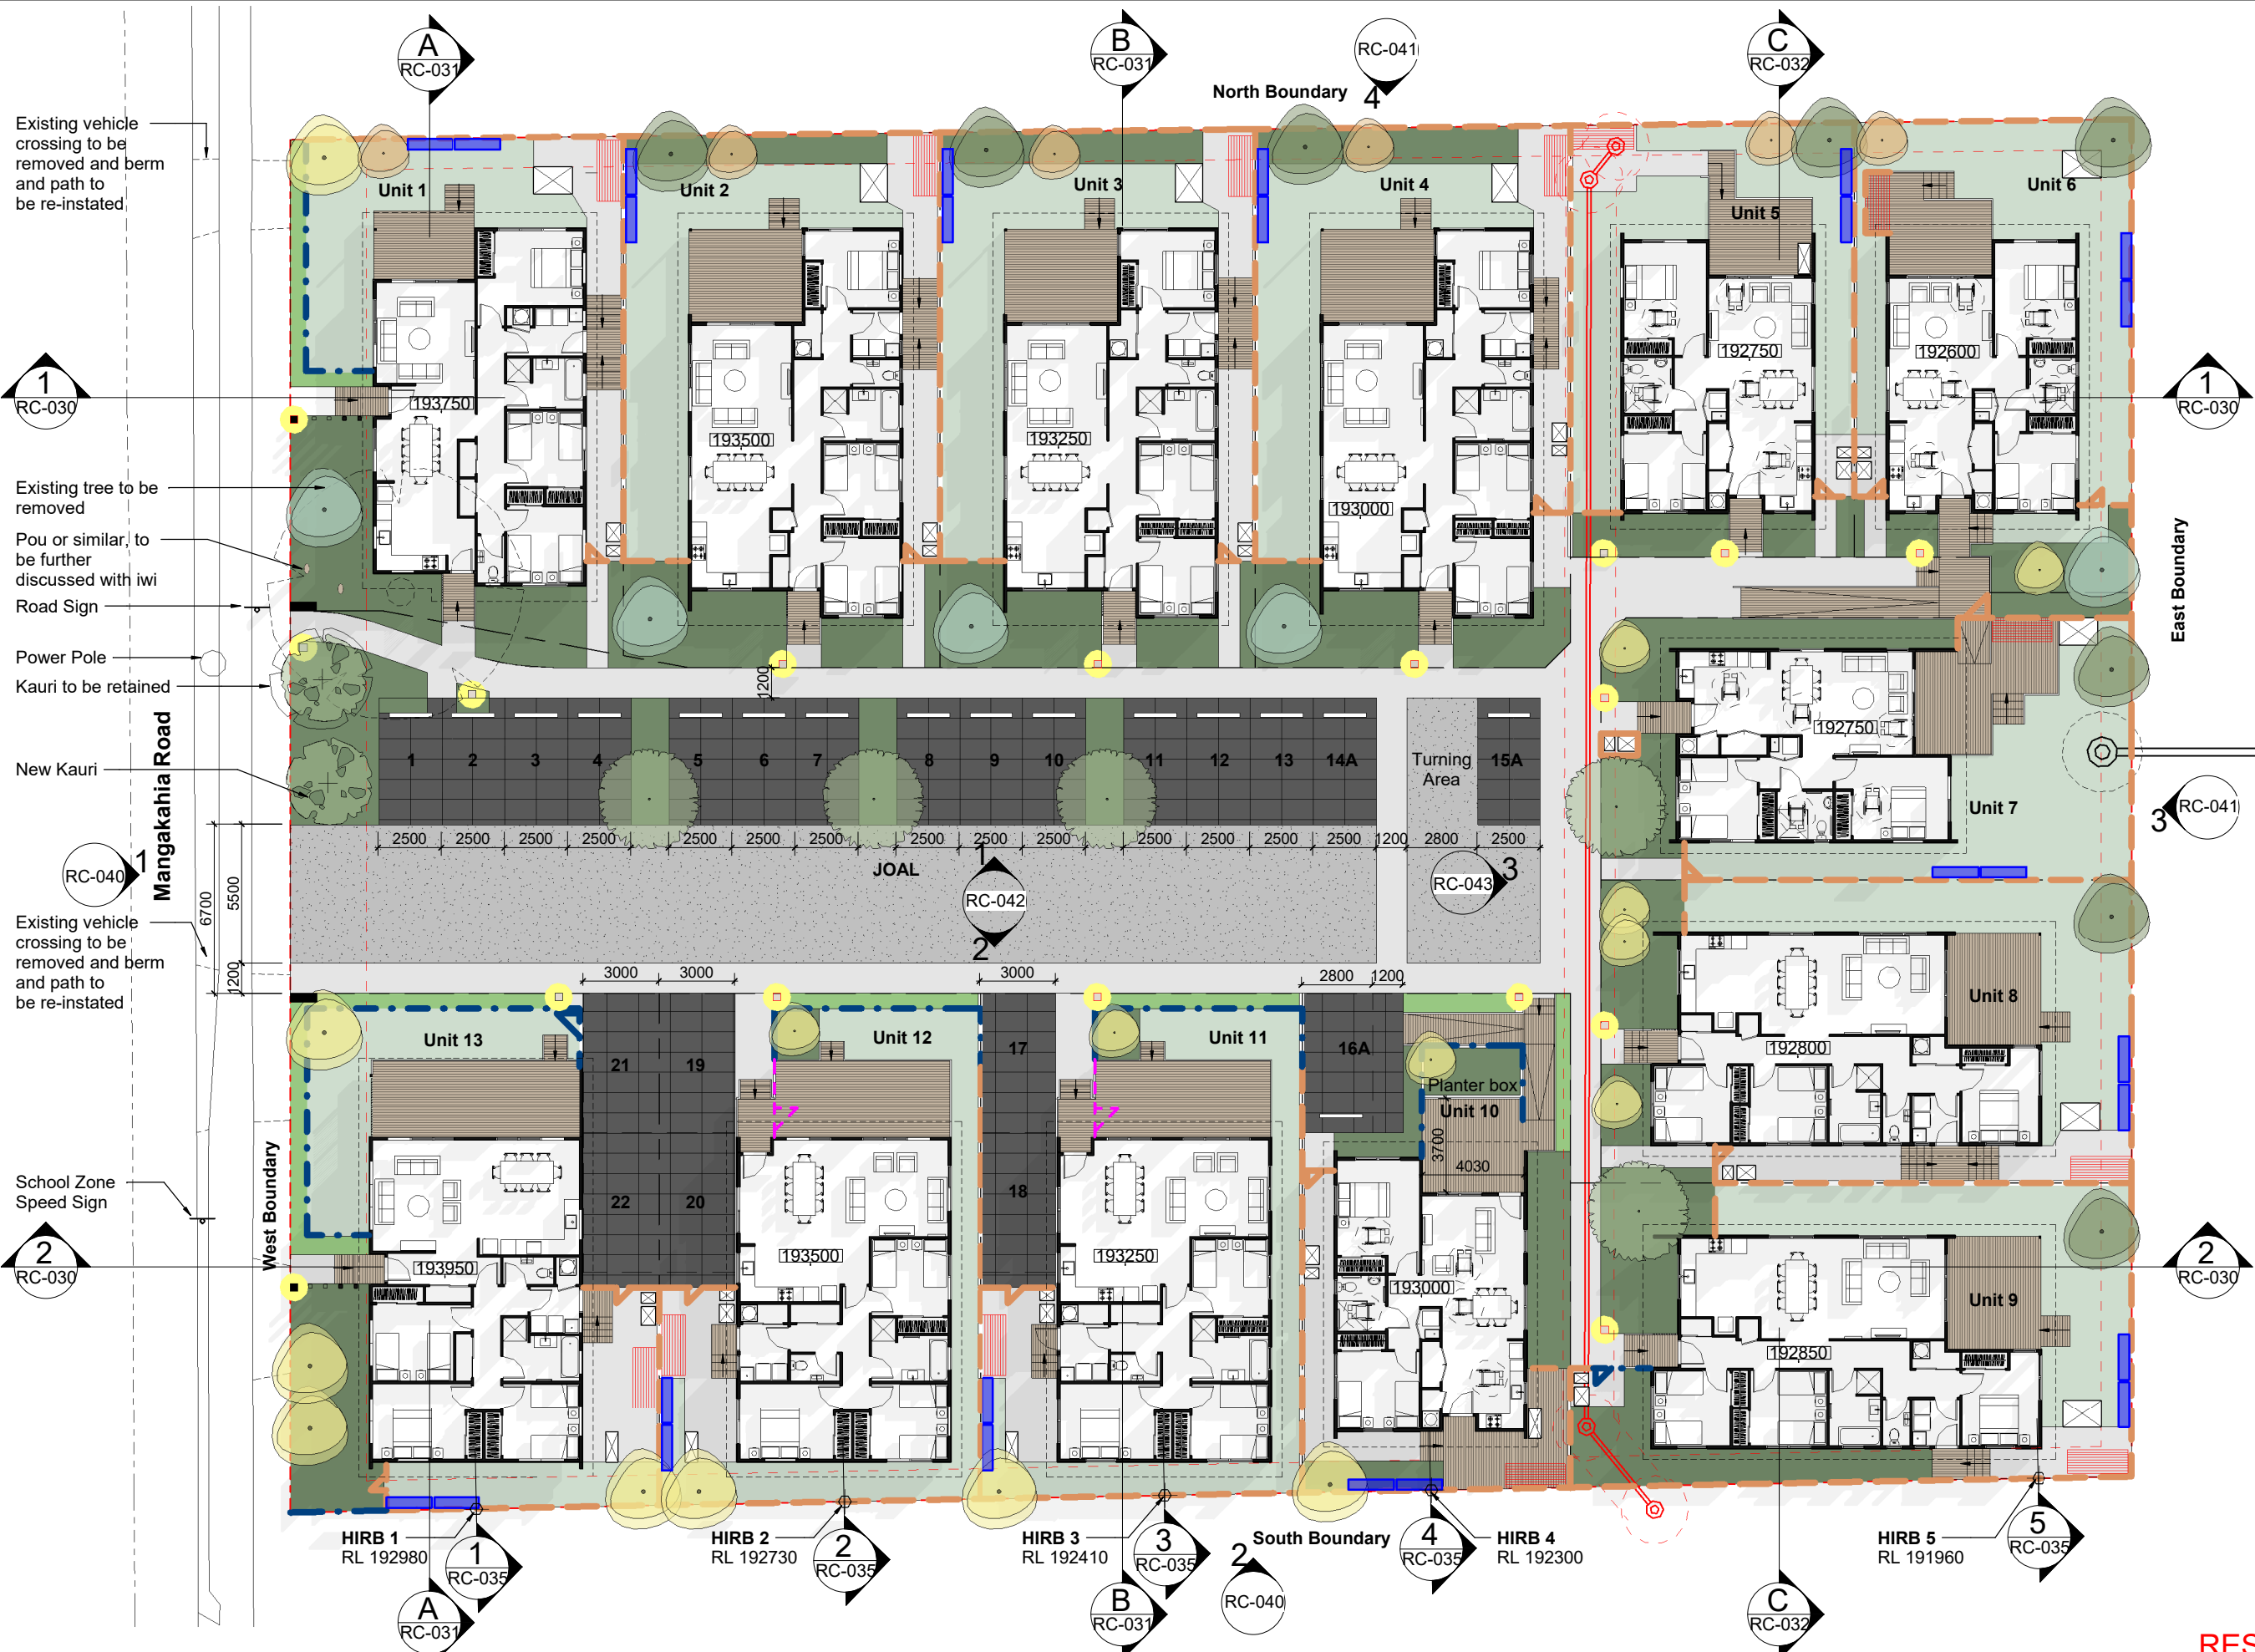 A
RC-031
B
RC-031
RC-041
4
C
RC-032
North Boundary
Existing vehicle
crossing to be
removed and berm
and path to
be re-instated
Unit 1
Unit 2
Unit 3
Unit 4
Unit 5
Unit 6
1
RC-030
193750
193500
193250
193000
192750
192600
1
RC-030
Existing tree to be
removed
Pou or similar, to
be further
discussed with iwi
Road Sign
Power Pole
Kauri to be retained
New Kauri
Mangakahia Road
East Boundary
1200
1
2
3
4
5
6
7
8
9
10
11
12
13
14A
Turning
Area
15A
192750
Unit 7
3
RC-041
2500
2500
2500
2500
2500
2500
2500
2500
2500
2500
2500
2500
2500
1200
2800
2500
RC-040
1
6700
5500
1200
JOAL
1
RC-042
2
RC-043
3
Existing vehicle
crossing to be
removed and berm
and path to
be re-instated
3000
3000
3000
2800
1200
Unit 13
21
19
Unit 12
17
Unit 11
16A
Planter box
Unit 10
3700
4030
Unit 8
192800
School Zone
Speed Sign
West Boundary
22
20
18
2
RC-030
193950
193500
193250
193000
Unit 9
192850
2
RC-030
HIRB 1
RL 192980
1
RC-035
HIRB 2
RL 192730
2
RC-035
HIRB 3
RL 192410
3
RC-035
South Boundary
2
RC-040
4
RC-035
HIRB 4
RL 192300
HIRB 5
RL 191960
5
RC-035
A
RC-031
B
RC-031
C
RC-032
RES